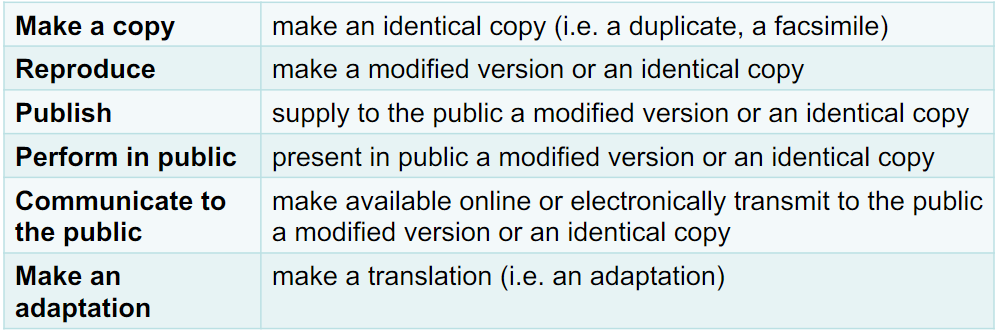 Make a copy make an identical copy (i.e. a duplicate, a facsimile)
Reproduce make a modified version or an identical copy
Publish supply to the public a modified version or an identical copy
Perform in public present in public a modified version or an identical copy
Communicate to make available online or electronically transmit to the public
the public a modified version or an identical copy
Make an make a translation (i.e. an adaptation)
adaptation